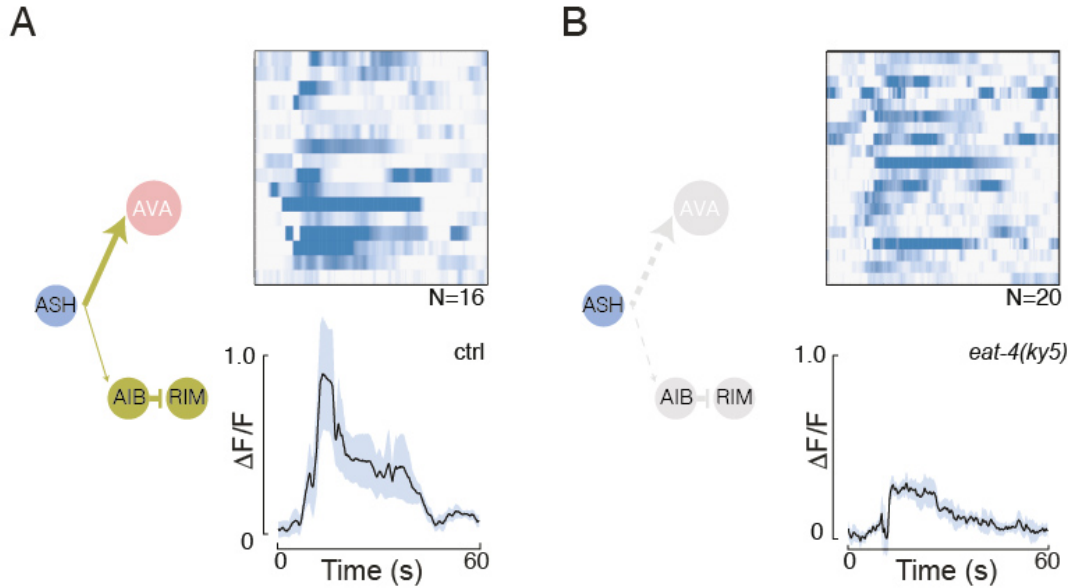 A
AVA
ASH
AIB
RIM
N=16
ctrl
1.0
ΔF/F
0
0
60
Time (s)
B
AVA
ASH
AIB
RIM
N=20
eat-4(ky5)
1.0
ΔF/F
0
0
60
Time (s)